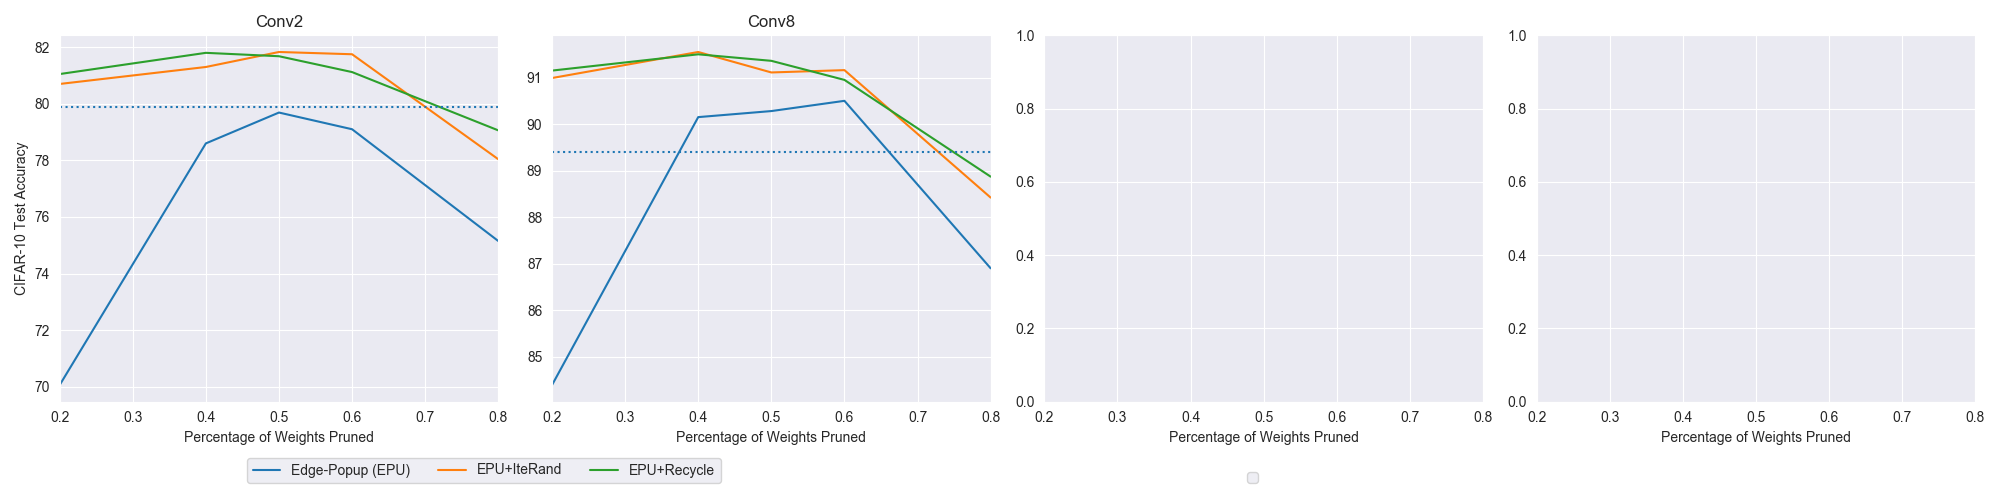 Conv2
Conv8
CIFAR-10 Test Accuracy
82
80
78
76
74
72
70
0.2 0.3 0.4 0.5 0.6 0.7 0.8
Percentage of Weights Pruned
91
90
89
88
87
86
85
0.2 0.3 0.4 0.5 0.6 0.7 0.8
Percentage of Weights Pruned
1.0
0.8
0.6
0.4
0.2
0.0
0.2 0.3 0.4 0.5 0.6 0.7 0.8
Percentage of Weights Pruned
1.0
0.8
0.6
0.4
0.2
0.0
0.2 0.3 0.4 0.5 0.6 0.7 0.8
Percentage of Weights Pruned
Edge-Popup (EPU) EPU+IteRand EPU+Recycle